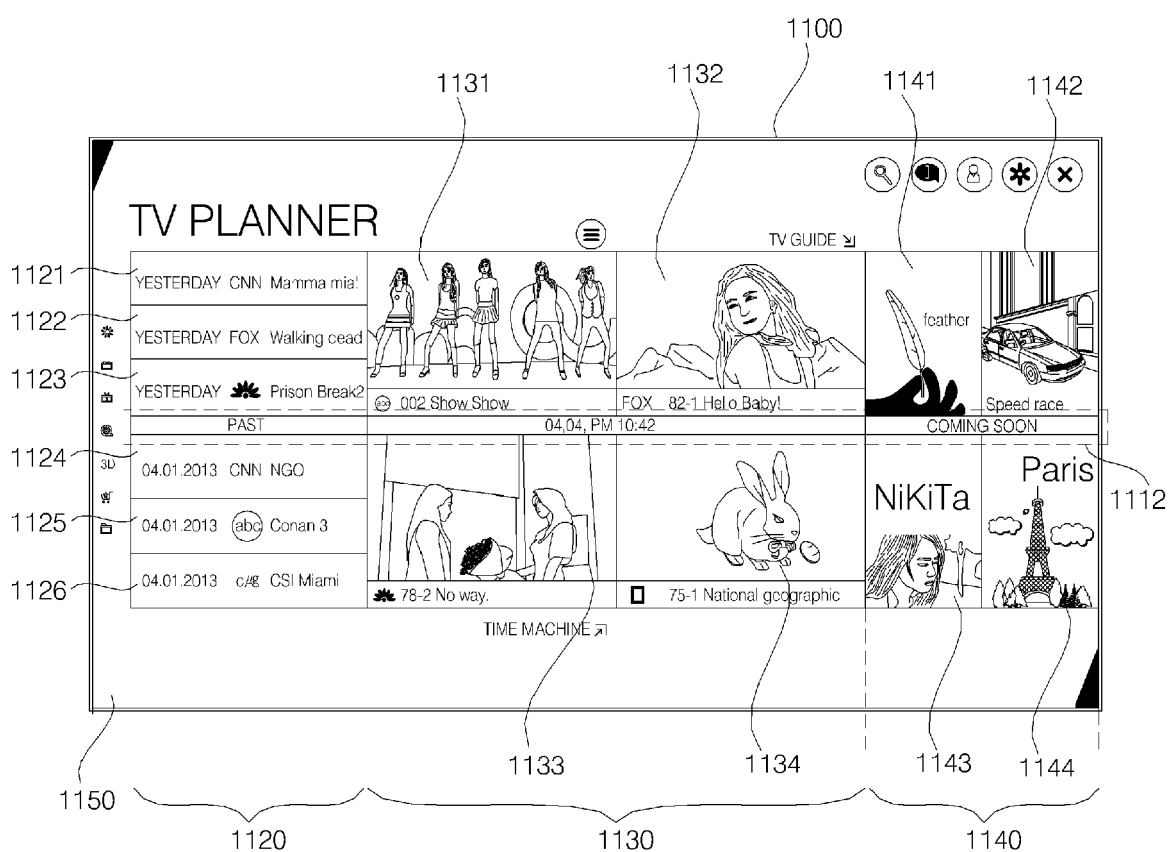 1100
1131
1132
1141
1142
TV PLANNER
TV GUIDE
1121
YESTERDAY CNN Mamma mia!
1122
YESTERDAY FOX Walking cead
1123
YESTERDAY Prison Break2
feather
Speed race
abc 002 Show Show
FOX 82-1 Hello Baby!
PAST
04,04, PM 10:42
COMING SOON
1112
1124
3D
04.01.2013 CNN NGO
1125
04.01.2013 abc Conan 3
1126
04.01.2013 CSI Miami
NiKiTa
Paris
78-2 No way.
75-1 National gcographic
TIME MACHINE
1133
1134
1143
1144
1150
1120
1130
1140